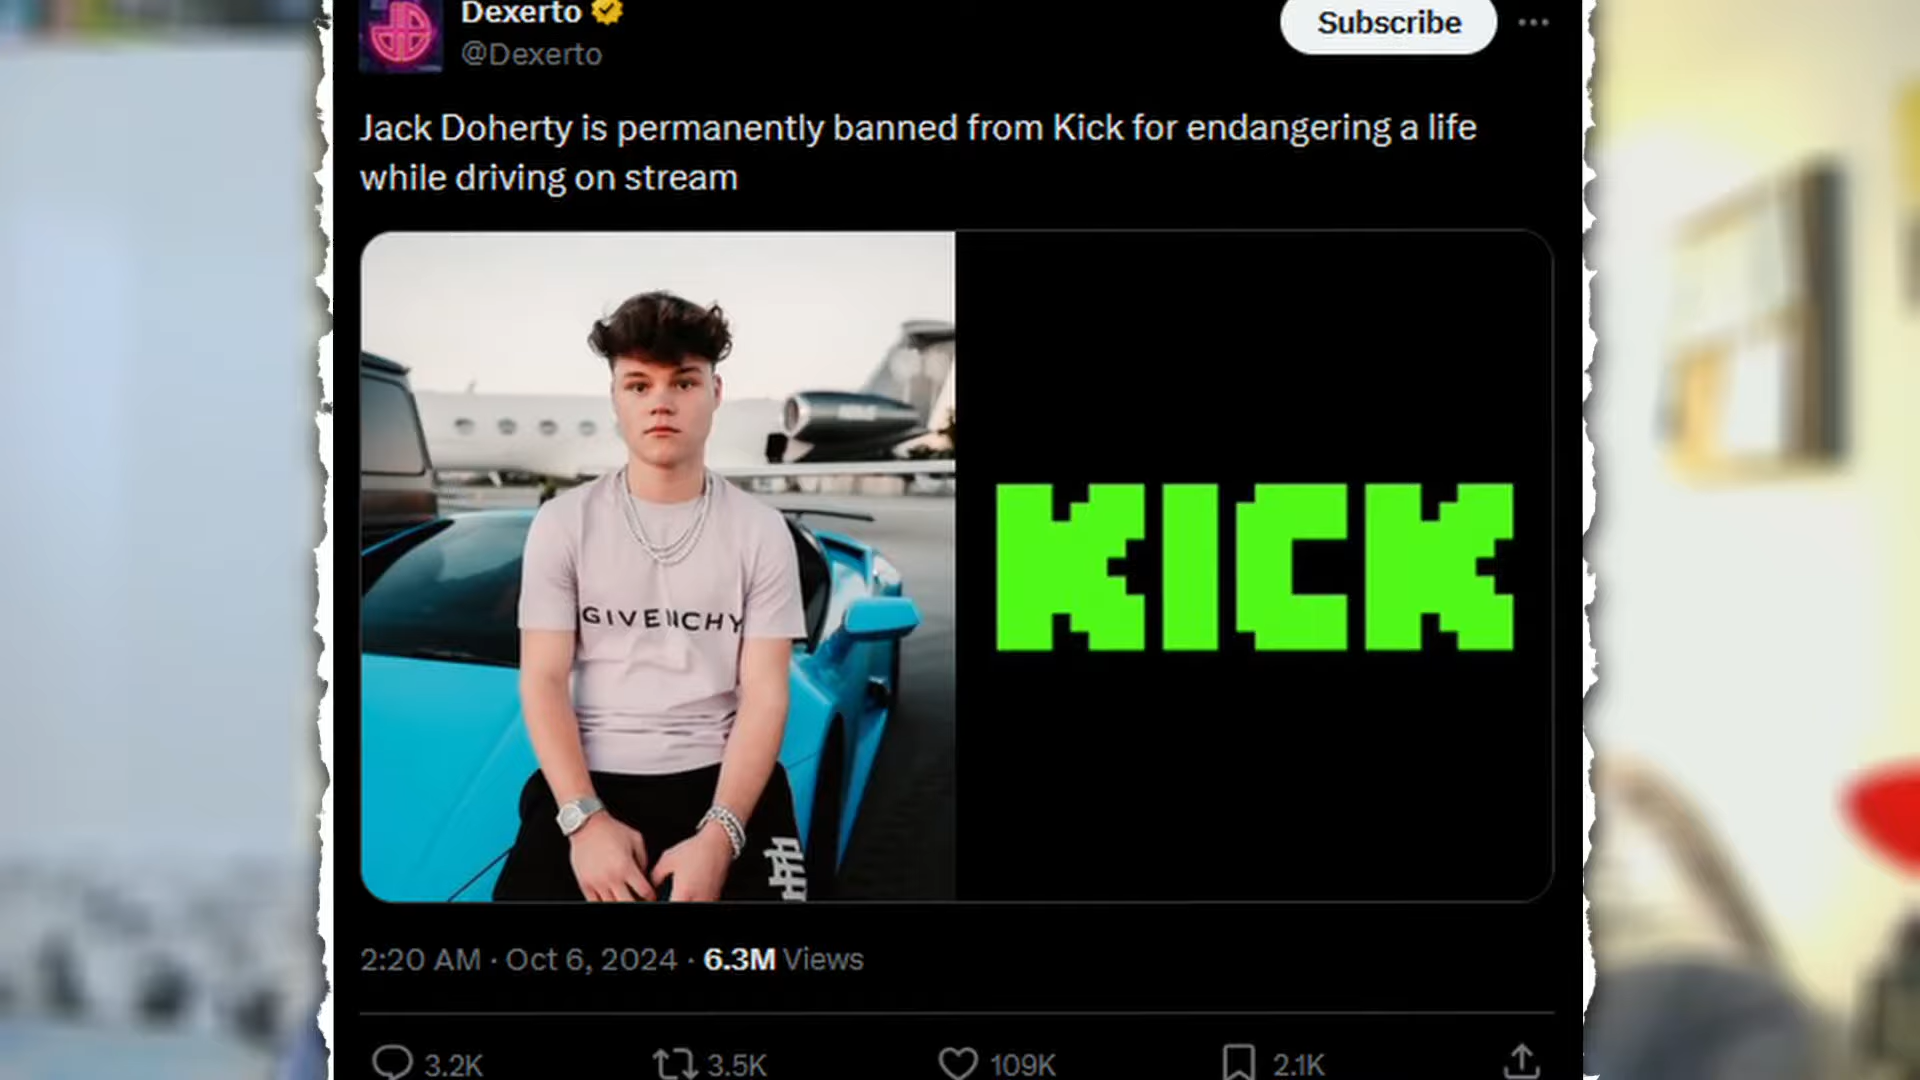 Dexerto
@Dexerto
Subscribe
Jack Doherty is permanently banned from Kick for endangering a life
while driving on stream
GIVENCHY
KICK
2:20 AM · Oct 6, 2024 · 6.3M Views
3.2K 3.5K 109K 2.1K